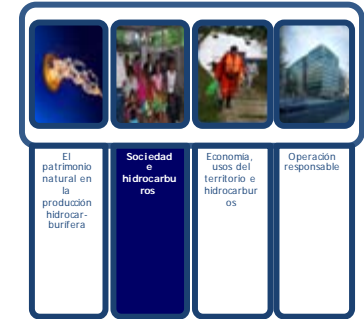 El
patrimonio
natural en
la
producción
hidrocar-
burífera
Sociedad
e
hidrocarbu
ros
Economía,
usos del
territorio e
hidrocarbur
os
Operación
responsable